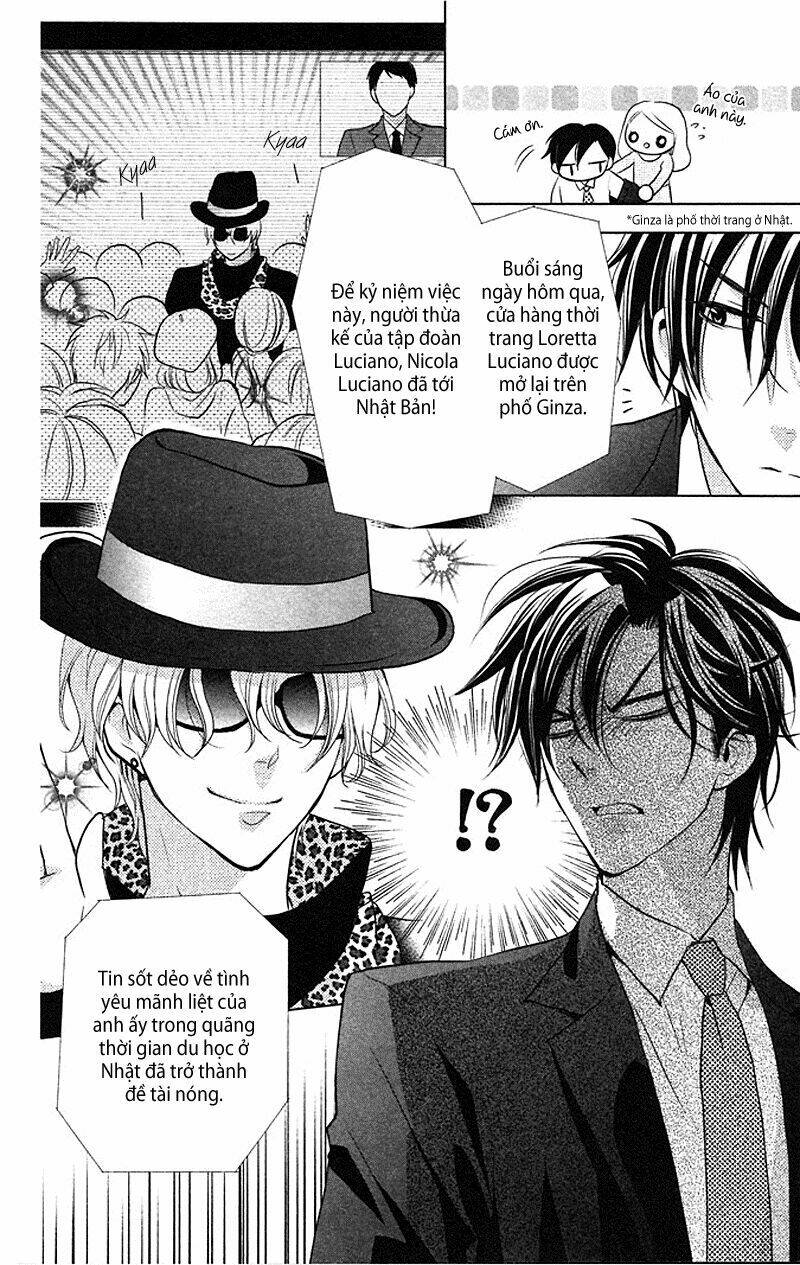 Áo của
anh này.
Cảm ơn.
*Ginza là phố thời trang ở Nhật.
Buổi sáng
ngày hôm qua,
cửa hàng thời
trang Loretta
Luciano được
mở lại trên
phố Ginza.
Để kỷ niệm việc
này, người thừa
kế của tập đoàn
Luciano, Nicola
Luciano đã tới
Nhật Bản!
Kyaa
Kyaa
!?
Tin sốt dẻo về tình
yêu mãnh liệt của
anh ấy trong quãng
thời gian du học ở
Nhật đã trở thành
đề tài nóng.